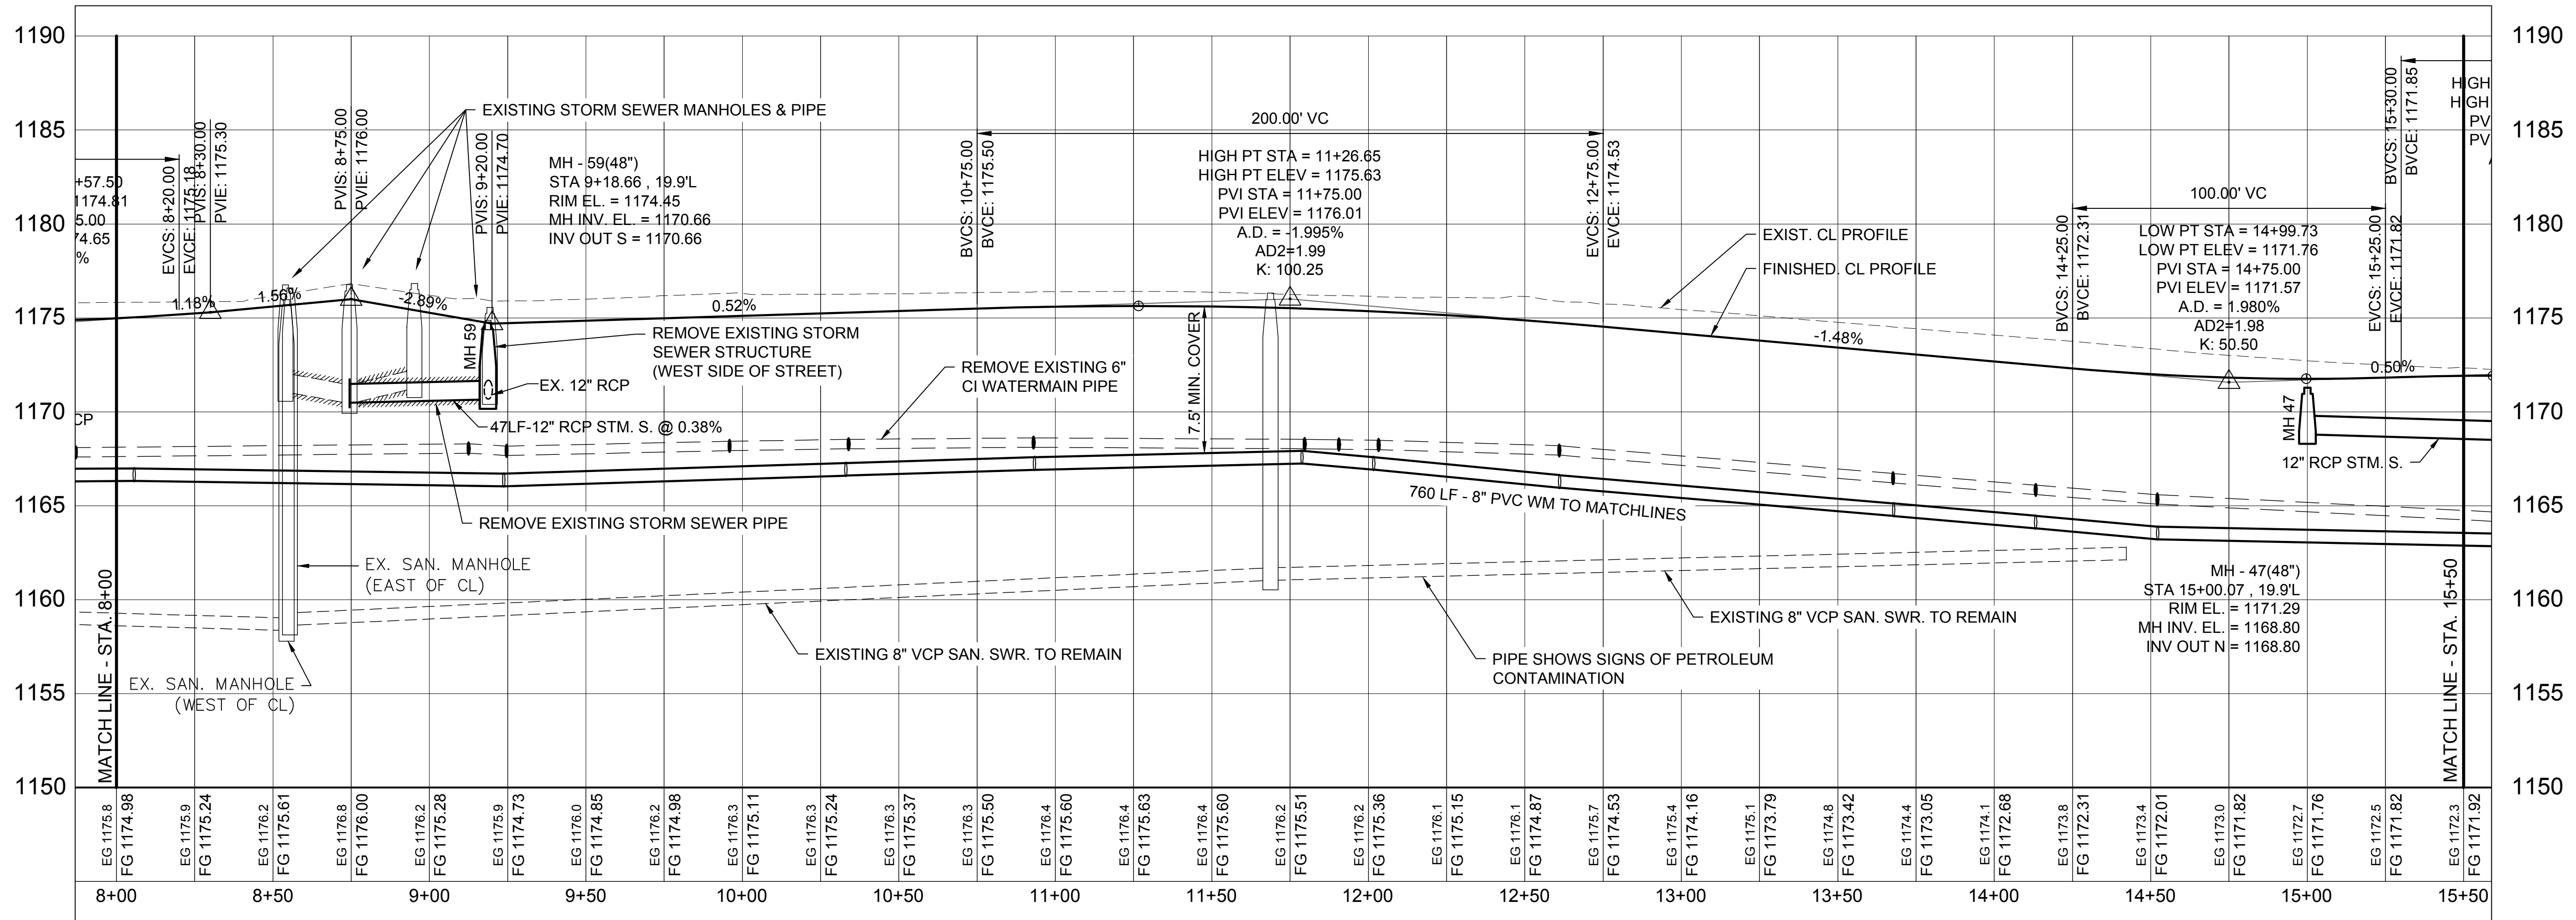 1190
1185
1180
1175
1170
1165
1160
1155
1150
1190
1185
1180
1175
1170
1165
1160
1155
1150
MATCH LINE - STA. 8+00
+57.50
1174.81
5.00
74.65
%
EVCS: 8+20.00
EVCE: 1175.18
PVIS: 8+30.00
PVIE: 1175.30
PVIS: 8+75.00
PVIE: 1176.00
EXISTING STORM SEWER MANHOLES & PIPE
PVIS: 9+20.00
PVIE: 1174.70
MH - 59(48")
STA 9+18.66 , 19.9'L
RIM EL. = 1174.45
MH INV. EL. = 1170.66
INV OUT S = 1170.66
1.18%
1.56%
-2.89%
0.52%
MH 59
REMOVE EXISTING STORM
SEWER STRUCTURE
(WEST SIDE OF STREET)
EX. 12" RCP
47LF-12" RCP STM. S. @ 0.38%
CP
REMOVE EXISTING STORM SEWER PIPE
EX. SAN. MANHOLE
(EAST OF CL)
EX. SAN. MANHOLE
(WEST OF CL)
REMOVE EXISTING 6"
CI WATERMAIN PIPE
BVCS: 10+75.00
BVCE: 1175.50
200.00' VC
HIGH PT STA = 11+26.65
HIGH PT ELEV = 1175.63
PVI STA = 11+75.00
PVI ELEV = 1176.01
A.D. = -1.995%
AD2=1.99
K: 100.25
7.5' MIN. COVER
EVCS: 12+75.00
EVCE: 1174.53
EXIST. CL PROFILE
FINISHED. CL PROFILE
-1.48%
760 LF - 8" PVC WM TO MATCHLINES
EXISTING 8" VCP SAN. SWR. TO REMAIN
PIPE SHOWS SIGNS OF PETROLEUM
CONTAMINATION
EXISTING 8" VCP SAN. SWR. TO REMAIN
BVCS: 14+25.00
BVCE: 1172.31
100.00' VC
LOW PT STA = 14+99.73
LOW PT ELEV = 1171.76
PVI STA = 14+75.00
PVI ELEV = 1171.57
A.D. = 1.980%
AD2=1.98
K: 50.50
EVCS: 15+25.00
EVCE: 1171.82
BVCS: 15+30.00
BVCE: 1171.85
HIGH
HIGH
PV
PV
0.50%
MH 47
12" RCP STM. S.
MH - 47(48")
STA 15+00.07 , 19.9'L
RIM EL. = 1171.29
MH INV. EL. = 1168.80
INV OUT N = 1168.80
MATCH LINE - STA. 15+50
EG 1175.8
FG 1174.98
EG 1175.9
FG 1175.24
EG 1176.2
FG 1175.61
EG 1176.8
FG 1176.00
EG 1176.2
FG 1175.28
EG 1175.9
FG 1174.73
EG 1176.0
FG 1174.85
EG 1176.2
FG 1174.98
EG 1176.3
FG 1175.11
EG 1176.3
FG 1175.24
EG 1176.3
FG 1175.37
EG 1176.3
FG 1175.50
EG 1176.4
FG 1175.60
EG 1176.4
FG 1175.63
EG 1176.4
FG 1175.60
EG 1176.2
FG 1175.51
EG 1176.2
FG 1175.36
EG 1176.1
FG 1175.15
EG 1176.1
FG 1174.87
EG 1175.7
FG 1174.53
EG 1175.4
FG 1174.16
EG 1175.1
FG 1173.79
EG 1174.8
FG 1173.42
EG 1174.4
FG 1173.05
EG 1174.1
FG 1172.68
EG 1173.8
FG 1172.31
EG 1173.4
FG 1172.01
EG 1173.0
FG 1171.82
EG 1172.7
FG 1171.76
EG 1172.5
FG 1171.82
EG 1172.3
FG 1171.92
8+00
8+50
9+00
9+50
10+00
10+50
11+00
11+50
12+00
12+50
13+00
13+50
14+00
14+50
15+00
15+50